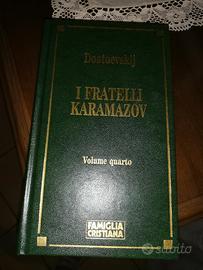 Dostoevskij
I FRATELLI
KARAMAZOV
Volume quarto
FAMIGLIA
CRISTIANA
subito